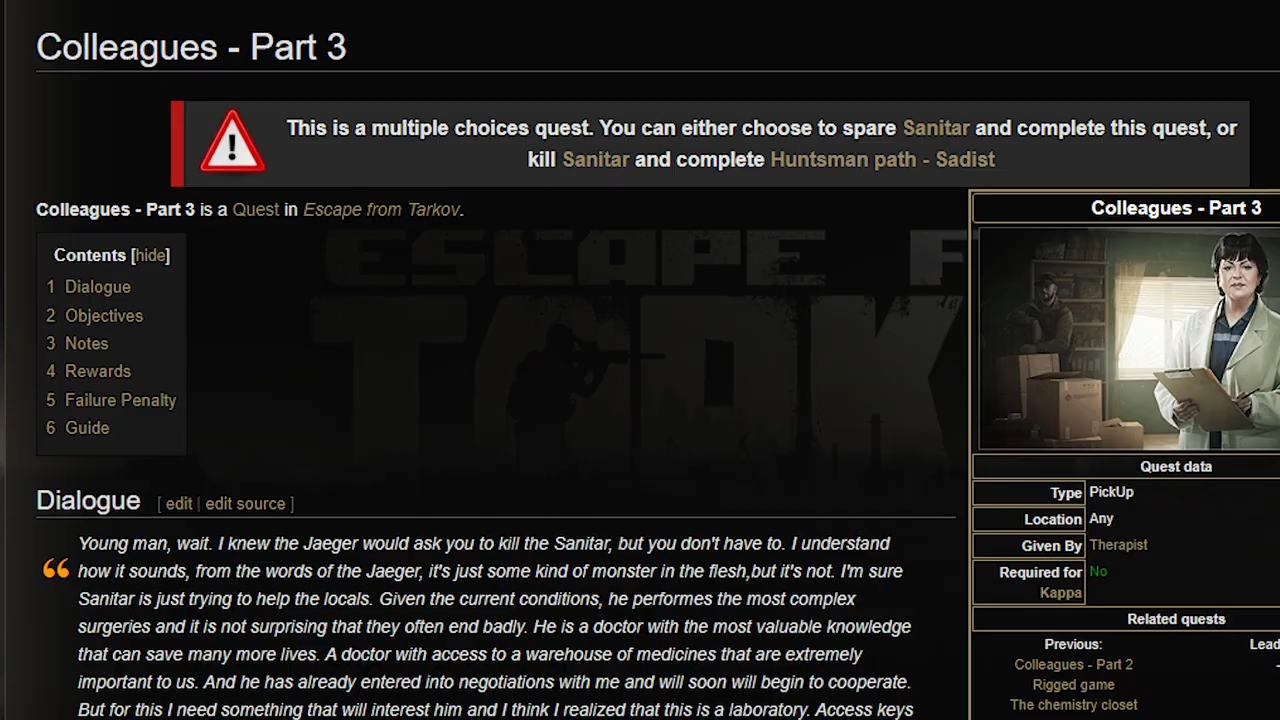 Colleagues - Part 3
This is a multiple choices quest. You can either choose to spare Sanitar and complete this quest, or
kill Sanitar and complete Huntsman path - Sadist
Colleagues - Part 3 is a Quest in Escape from Tarkov.
Contents [hide]
1 Dialogue
2 Objectives
3 Notes
4 Rewards
5 Failure Penalty
6 Guide
ESCAPE F
TARK
Dialogue [ edit | edit source ]
“ Young man, wait. I knew the Jaeger would ask you to kill the Sanitar, but you don't have to. I understand
how it sounds, from the words of the Jaeger, it's just some kind of monster in the flesh,but it's not. I'm sure
Sanitar is just trying to help the locals. Given the current conditions, he performes the most complex
surgeries and it is not surprising that they often end badly. He is a doctor with the most valuable knowledge
that can save many more lives. A doctor with access to a warehouse of medicines that are extremely
important to us. And he has already entered into negotiations with me and will soon will begin to cooperate.
But for this I need something that will interest him and I think I realized that this is a laboratory. Access keys
Colleagues - Part 3
Quest data
Type PickUp
Location Any
Given By Therapist
Required for No
Kappa
Related quests
Previous: Lead
Colleagues - Part 2 -
Rigged game
The chemistry closet